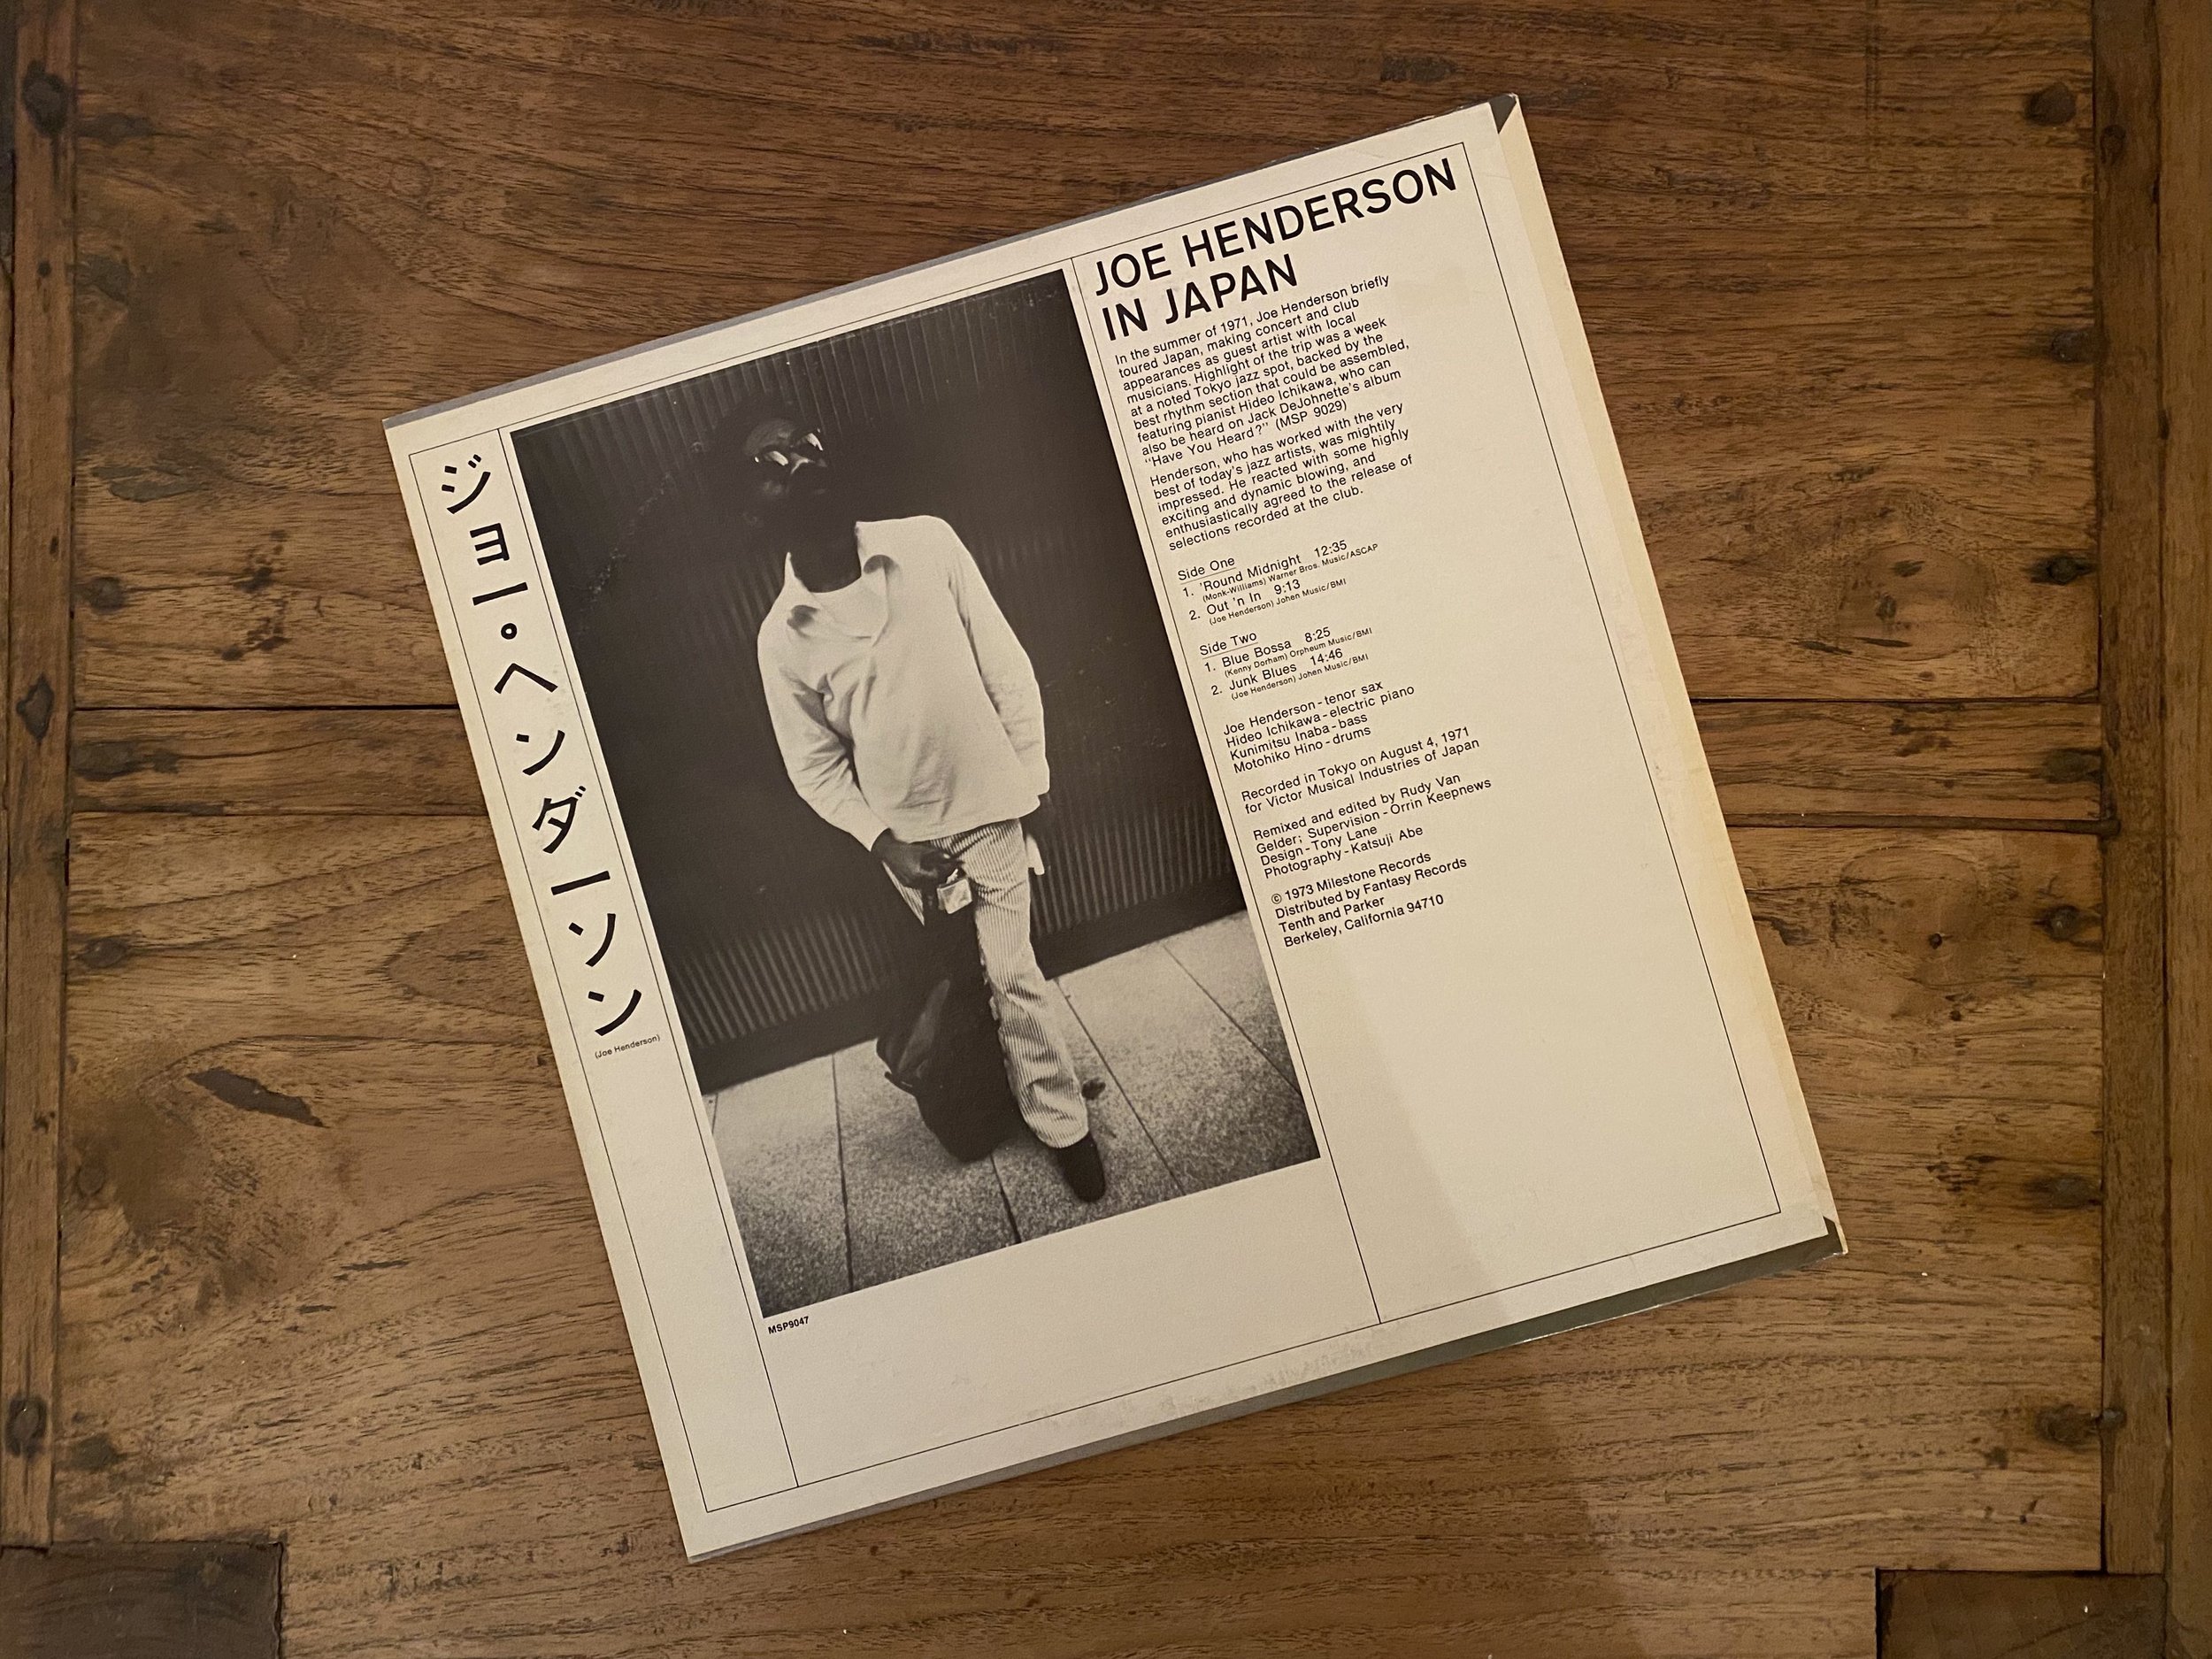 ジョー・ヘンダーソン
(Joe Henderson)
MSP9047
JOE HENDERSON
IN JAPAN
In the summer of 1971, Joe Henderson briefly
toured Japan, making concert and club
appearances as guest artist with local
musicians. Highlight of the trip was a week
at a noted Tokyo jazz spot, backed by the
best rhythm section that could be assembled,
featuring pianist Hideo Ichikawa, who can
also be heard on Jack DeJohnette's album
"Have You Heard?" (MSP 9029)
Henderson, who has worked with the very
best of today's jazz artists, was mightily
impressed. He reacted with some highly
exciting and dynamic blowing, and
enthusiastically agreed to the release of
selections recorded at the club.
Side One
1. 'Round Midnight 12:35
(Monk-Williams) Warner Bros. Music/ASCAP
2. Out 'n In 9:13
(Joe Henderson) Johen Music/BMI
Side Two
1. Blue Bossa 8:25
(Kenny Dorham) Orpheum Music/BMI
2. Junk Blues 14:46
(Joe Henderson) Johen Music/BMI
Joe Henderson-tenor sax
Hideo Ichikawa-electric piano
Kunimitsu Inaba-bass
Motohiko Hino-drums
Recorded in Tokyo on August 4, 1971
for Victor Musical Industries of Japan
Remixed and edited by Rudy Van
Gelder; Supervision-Orrin Keepnews
Design-Tony Lane
Photography-Katsuji Abe
© 1973 Milestone Records
Distributed by Fantasy Records
Tenth and Parker
Berkeley, California 94710